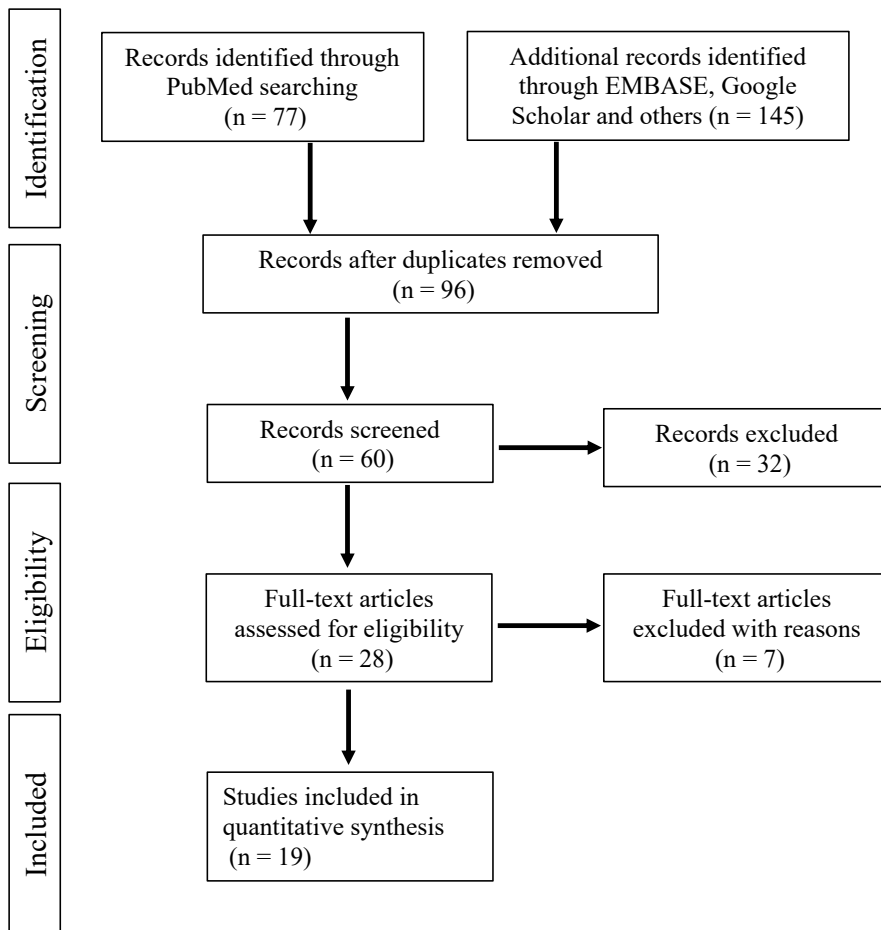 Identification
Records identified through
PubMed searching
(n = 77)
Additional records identified
through EMBASE, Google
Scholar and others (n = 145)
Screening
Records after duplicates removed
(n = 96)
Records screened
(n = 60)
Records excluded
(n = 32)
Eligibility
Full-text articles
assessed for eligibility
(n = 28)
Full-text articles
excluded with reasons
(n = 7)
Included
Studies included in
quantitative synthesis
(n = 19)